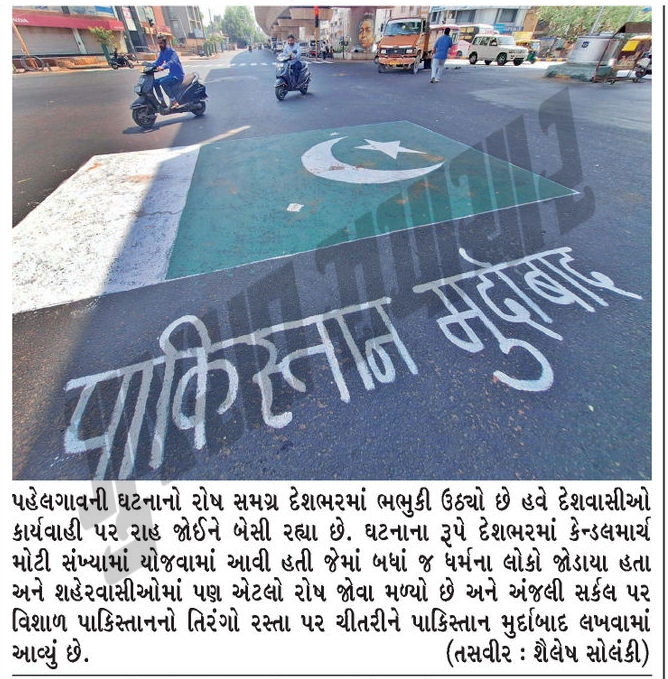 पाकिस्तान मुर्दाबाद
પહેલગાવની ઘટનાનો રોષ સમગ્ર દેશભરમાં ભભુકી ઉઠ્યો છે હવે દેશવાસીઓ
કાર્યવાહી પર રાહ જોઈને બેસી રહ્યા છે. ઘટનાના રૂપે દેશભરમાં કેન્ડલમાર્ચ
મોટી સંખ્યામાં યોજવામાં આવી હતી જેમાં બધાં જ ધર્મના લોકો જોડાયા હતા
અને શહેરવાસીઓમાં પણ એટલો રોષ જોવા મળ્યો છે અને અંજલી સર્કલ પર
વિશાળ પાકિસ્તાનનો તિરંગો રસ્તા પર ચીતરીને પાકિસ્તાન મુર્દાબાદ લખવામાં
આવ્યું છે. (તસવીર : શૈલેષ સોલંકી)